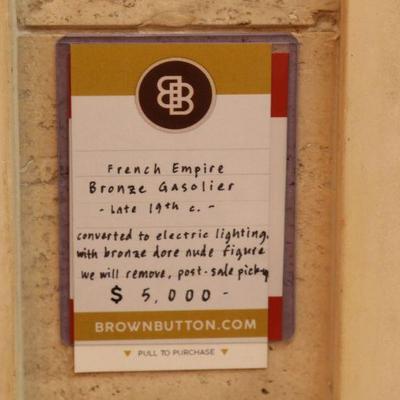 BB
French Empire
Bronze Gasolier
- Late 19th c. -
converted to electric lighting,
with bronze dore nude figure
we will remove, post-sale pickup
$ 5,000 -
BROWNBUTTON.COM
▼ PULL TO PURCHASE ▼